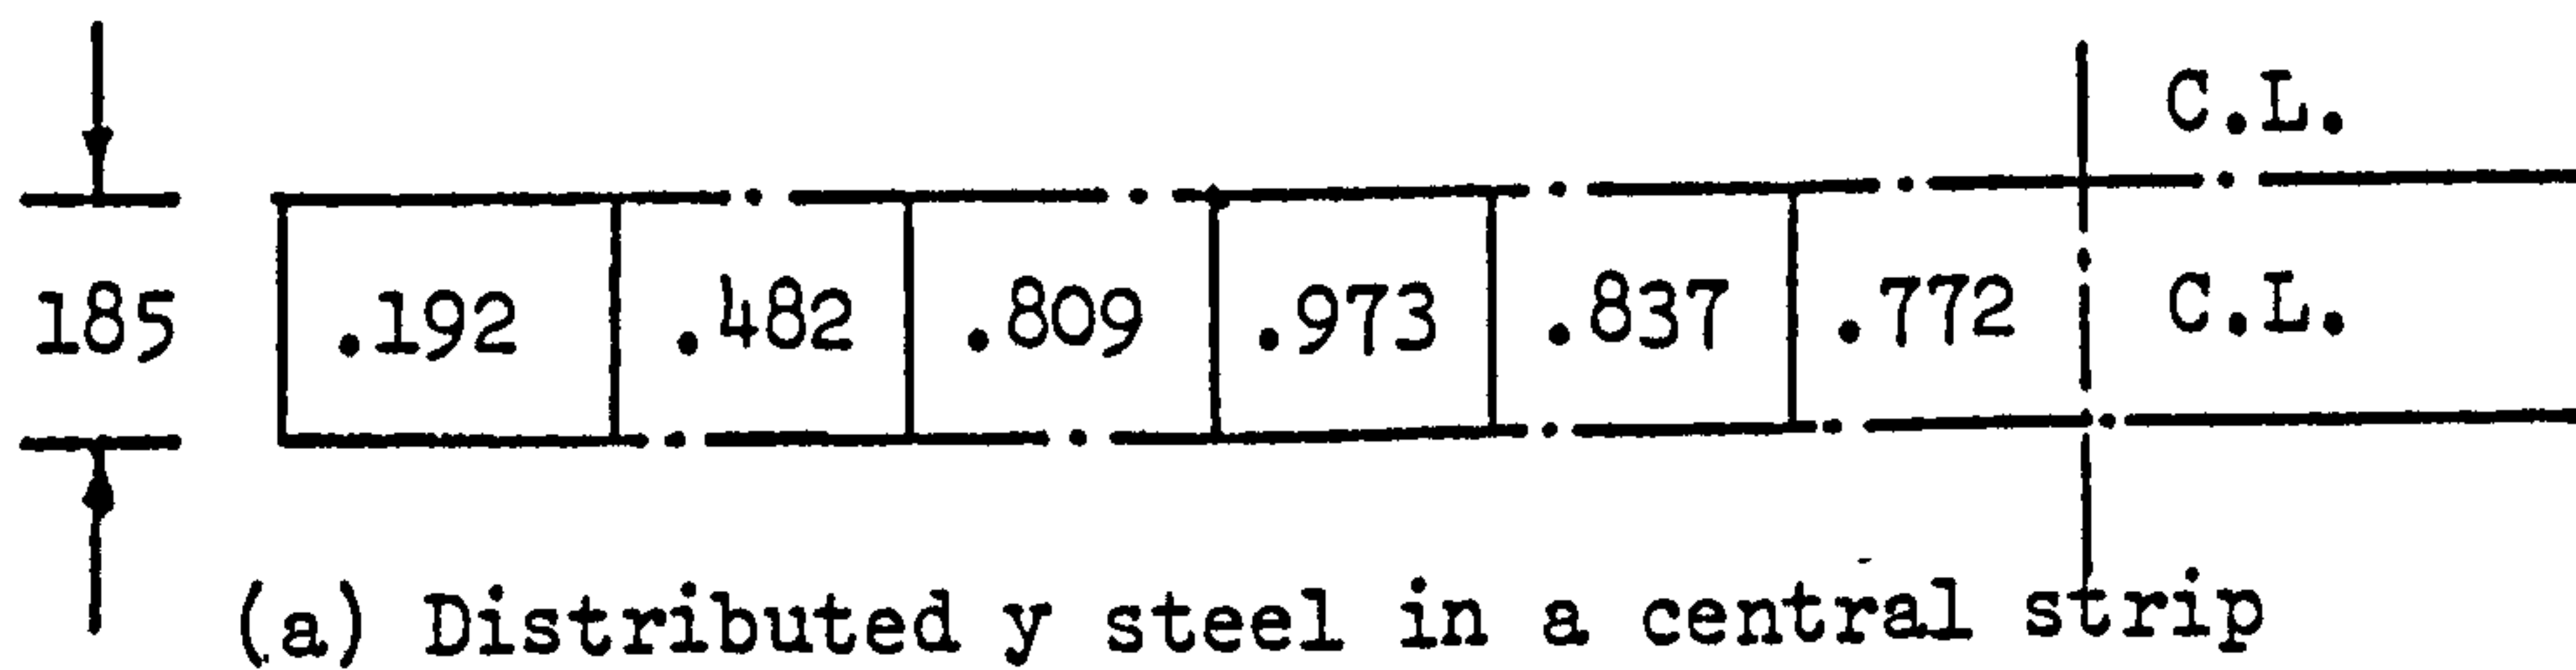 C.L.
185 .192 .482 .809 .973 .837 .772 C.L.
(a) Distributed y steel in a central strip